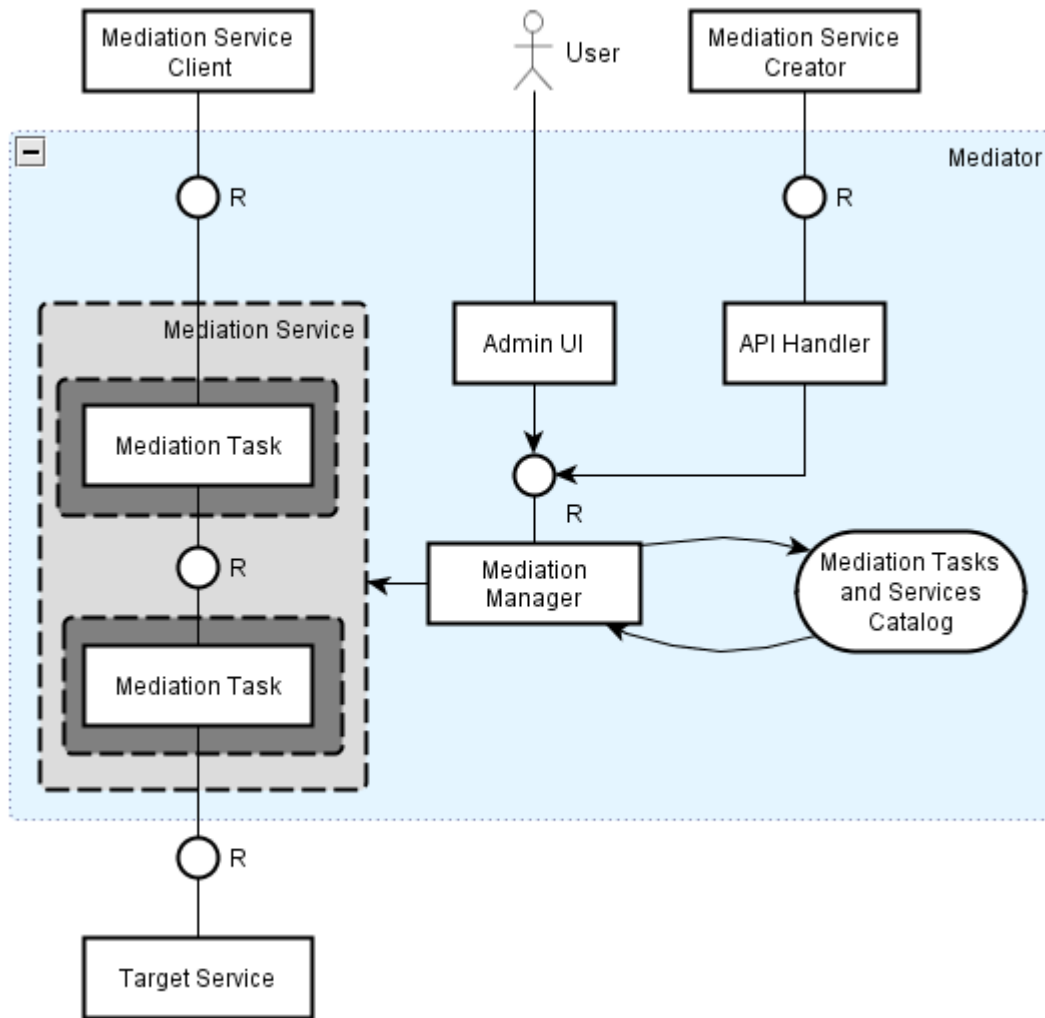 Mediation Service
Client
User
Mediation Service
Creator
Mediator
R
R
Mediation Service
Admin UI
API Handler
Mediation Task
R
Mediation
Manager
Mediation Tasks
and Services
Catalog
R
Mediation Task
R
Target Service